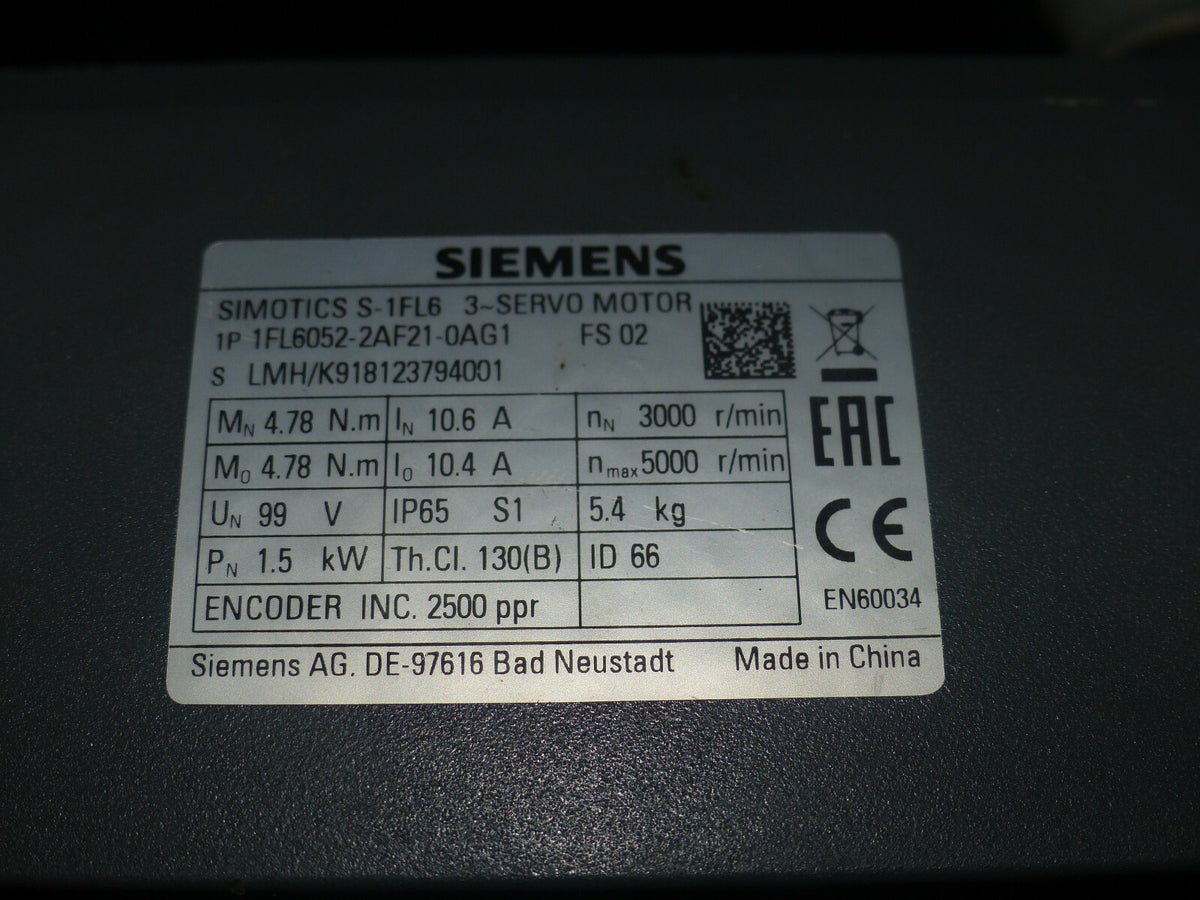 SIEMENS
SIMOTICS S-1FL6 3~SERVO MOTOR
1P 1FL6052-2AF21-0AG1 FS 02
S LMH/K918123794001
MN 4.78 N.m IN 10.6 A nN 3000 r/min
M0 4.78 N.m I0 10.4 A nmax 5000 r/min
UN 99 V IP65 S1 5.4 kg
PN 1.5 kW Th.Cl. 130(B) ID 66
ENCODER INC. 2500 ppr
EAC
CE
EN60034
Siemens AG. DE-97616 Bad Neustadt Made in China